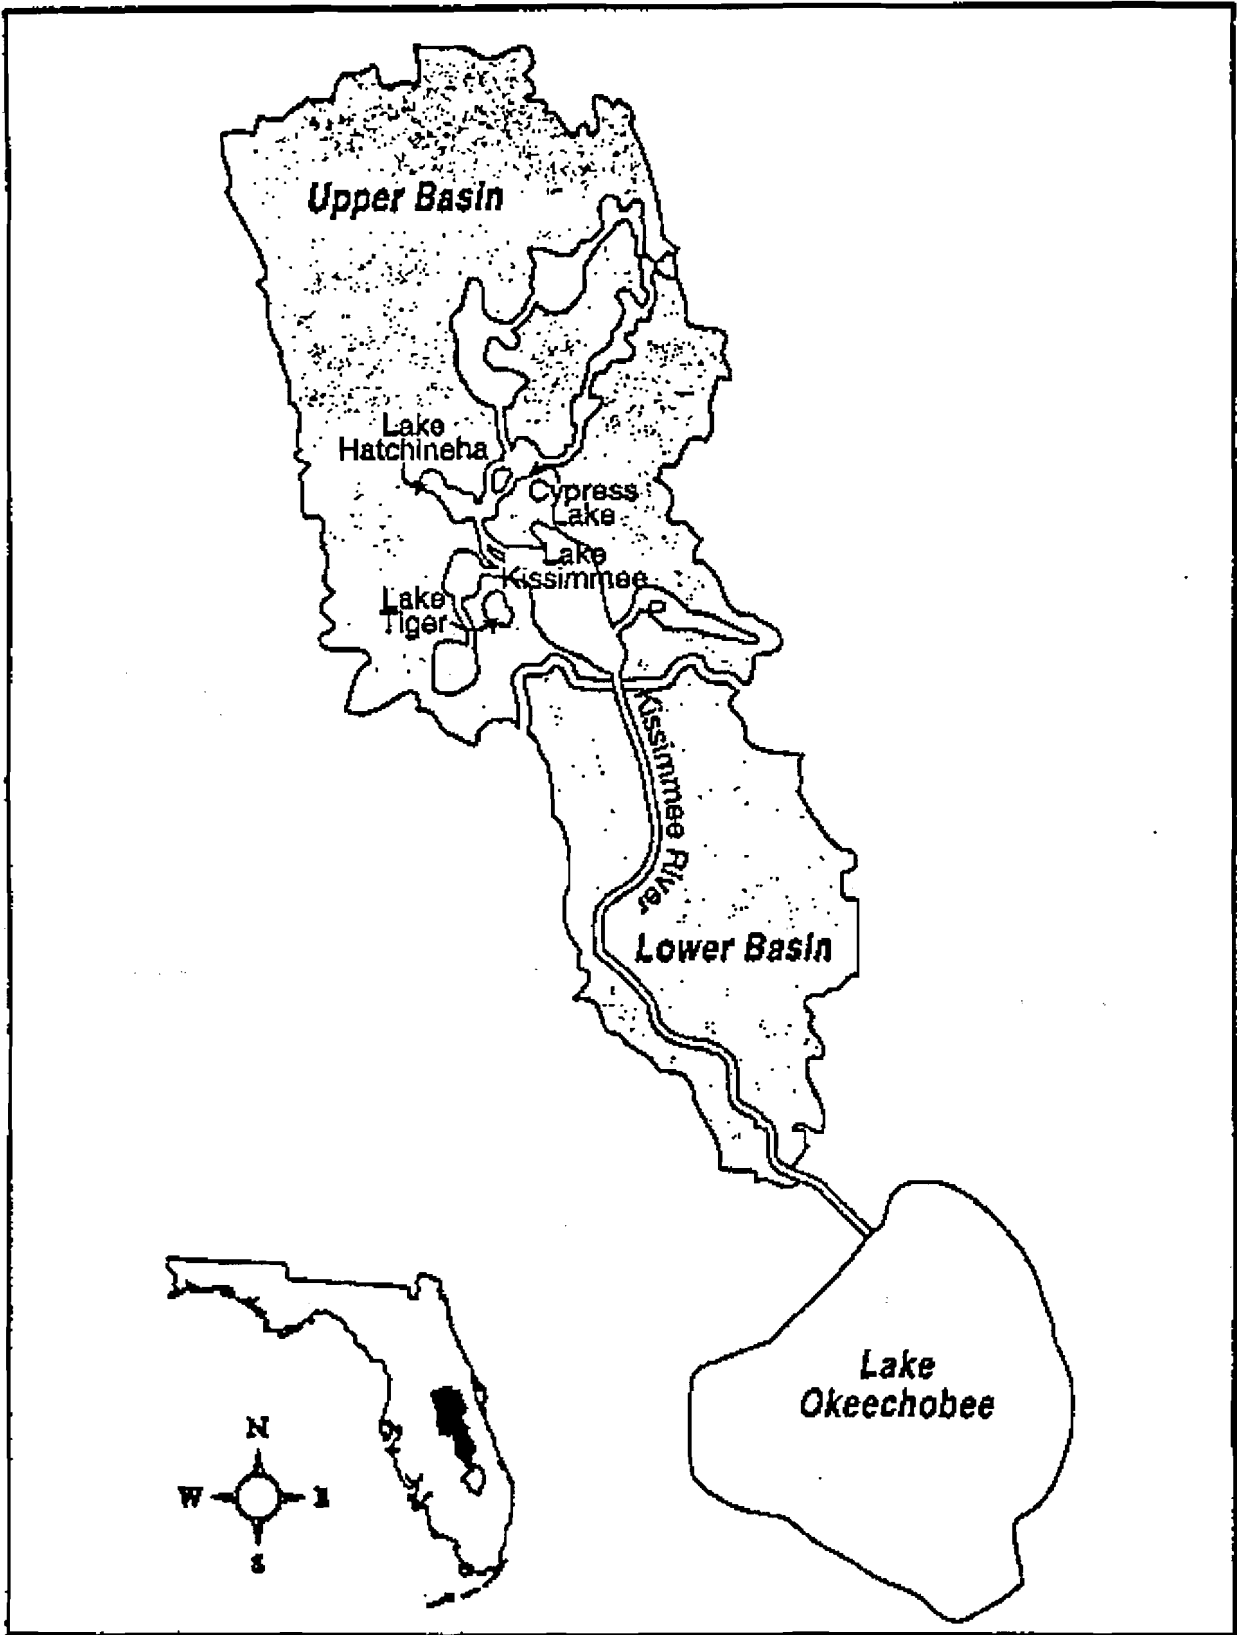 Upper Basin
Lake
Hatchineha
Cypress
Lake
Lake
Kissimmee
Lake
Tiger
Kissimmee River
Lower Basin
Lake
Okeechobee
N
W
E
S